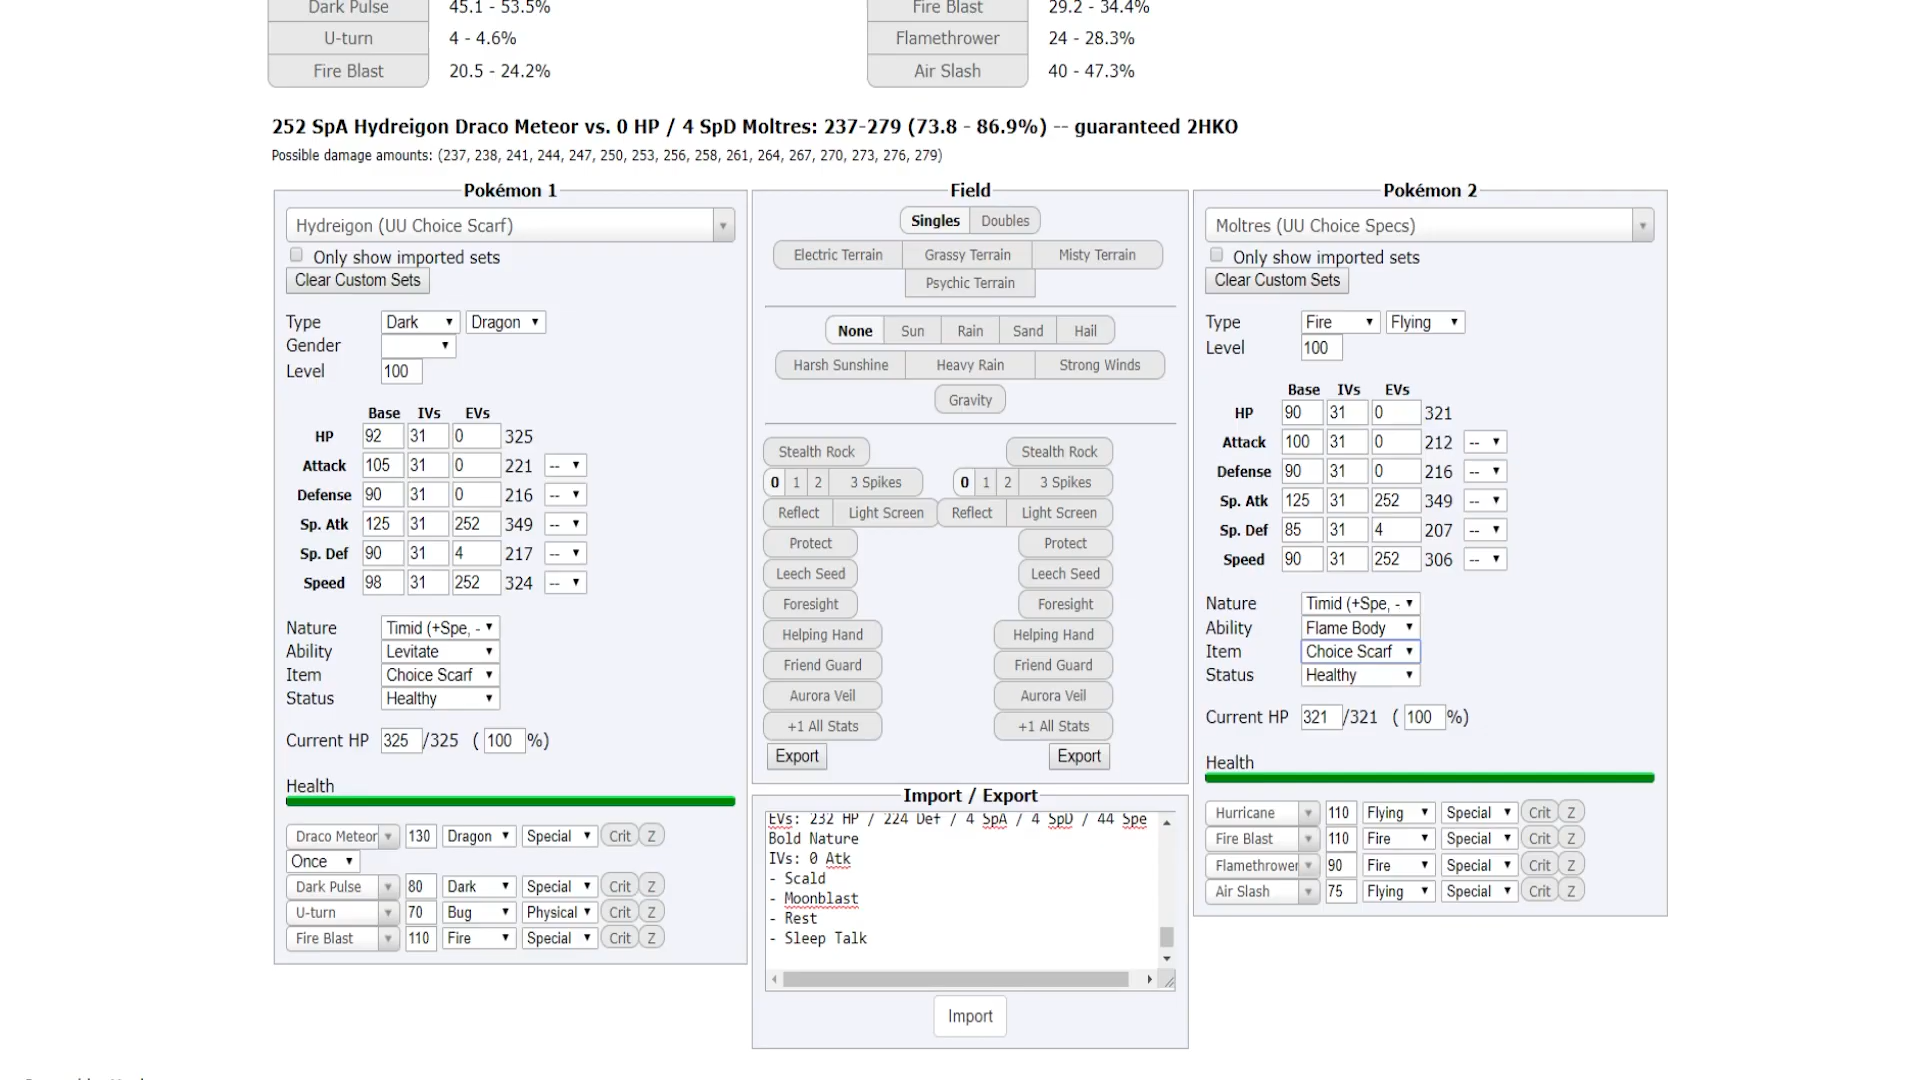 Dark Pulse 45.1 - 53.5% Fire Blast 29.2 - 34.4%
U-turn 4 - 4.6% Flamethrower 24 - 28.3%
Fire Blast 20.5 - 24.2% Air Slash 40 - 47.3%
252 SpA Hydreigon Draco Meteor vs. 0 HP / 4 SpD Moltres: 237-279 (73.8 - 86.9%) -- guaranteed 2HKO
Possible damage amounts: (237, 238, 241, 244, 247, 250, 253, 256, 258, 261, 264, 267, 270, 273, 276, 279)
Pokémon 1
Hydreigon (UU Choice Scarf)
Only show imported sets
Clear Custom Sets
Type Dark Dragon
Gender
Level 100
Base IVs EVs
HP 92 31 0 325
Attack 105 31 0 221 --
Defense 90 31 0 216 --
Sp. Atk 125 31 252 349 --
Sp. Def 90 31 4 217 --
Speed 98 31 252 324 --
Nature Timid (+Spe, -
Ability Levitate
Item Choice Scarf
Status Healthy
Current HP 325 /325 ( 100 %)
Health
Draco Meteor 130 Dragon Special Crit Z
Once
Dark Pulse 80 Dark Special Crit Z
U-turn 70 Bug Physical Crit Z
Fire Blast 110 Fire Special Crit Z
Field
Singles Doubles
Electric Terrain Grassy Terrain Misty Terrain
Psychic Terrain
None Sun Rain Sand Hail
Harsh Sunshine Heavy Rain Strong Winds
Gravity
Stealth Rock Stealth Rock
0 1 2 3 Spikes 0 1 2 3 Spikes
Reflect Light Screen Reflect Light Screen
Protect Protect
Leech Seed Leech Seed
Foresight Foresight
Helping Hand Helping Hand
Friend Guard Friend Guard
Aurora Veil Aurora Veil
+1 All Stats +1 All Stats
Export Export
Import / Export
EVs: 232 HP / 224 Def / 4 SpA / 4 SpD / 44 Spe
Bold Nature
IVs: 0 Atk
- Scald
- Moonblast
- Rest
- Sleep Talk
Import
Pokémon 2
Moltres (UU Choice Specs)
Only show imported sets
Clear Custom Sets
Type Fire Flying
Level 100
Base IVs EVs
HP 90 31 0 321
Attack 100 31 0 212 --
Defense 90 31 0 216 --
Sp. Atk 125 31 252 349 --
Sp. Def 85 31 4 207 --
Speed 90 31 252 306 --
Nature Timid (+Spe, -
Ability Flame Body
Item Choice Scarf
Status Healthy
Current HP 321 /321 ( 100 %)
Health
Hurricane 110 Flying Special Crit Z
Fire Blast 110 Fire Special Crit Z
Flamethrower 90 Fire Special Crit Z
Air Slash 75 Flying Special Crit Z